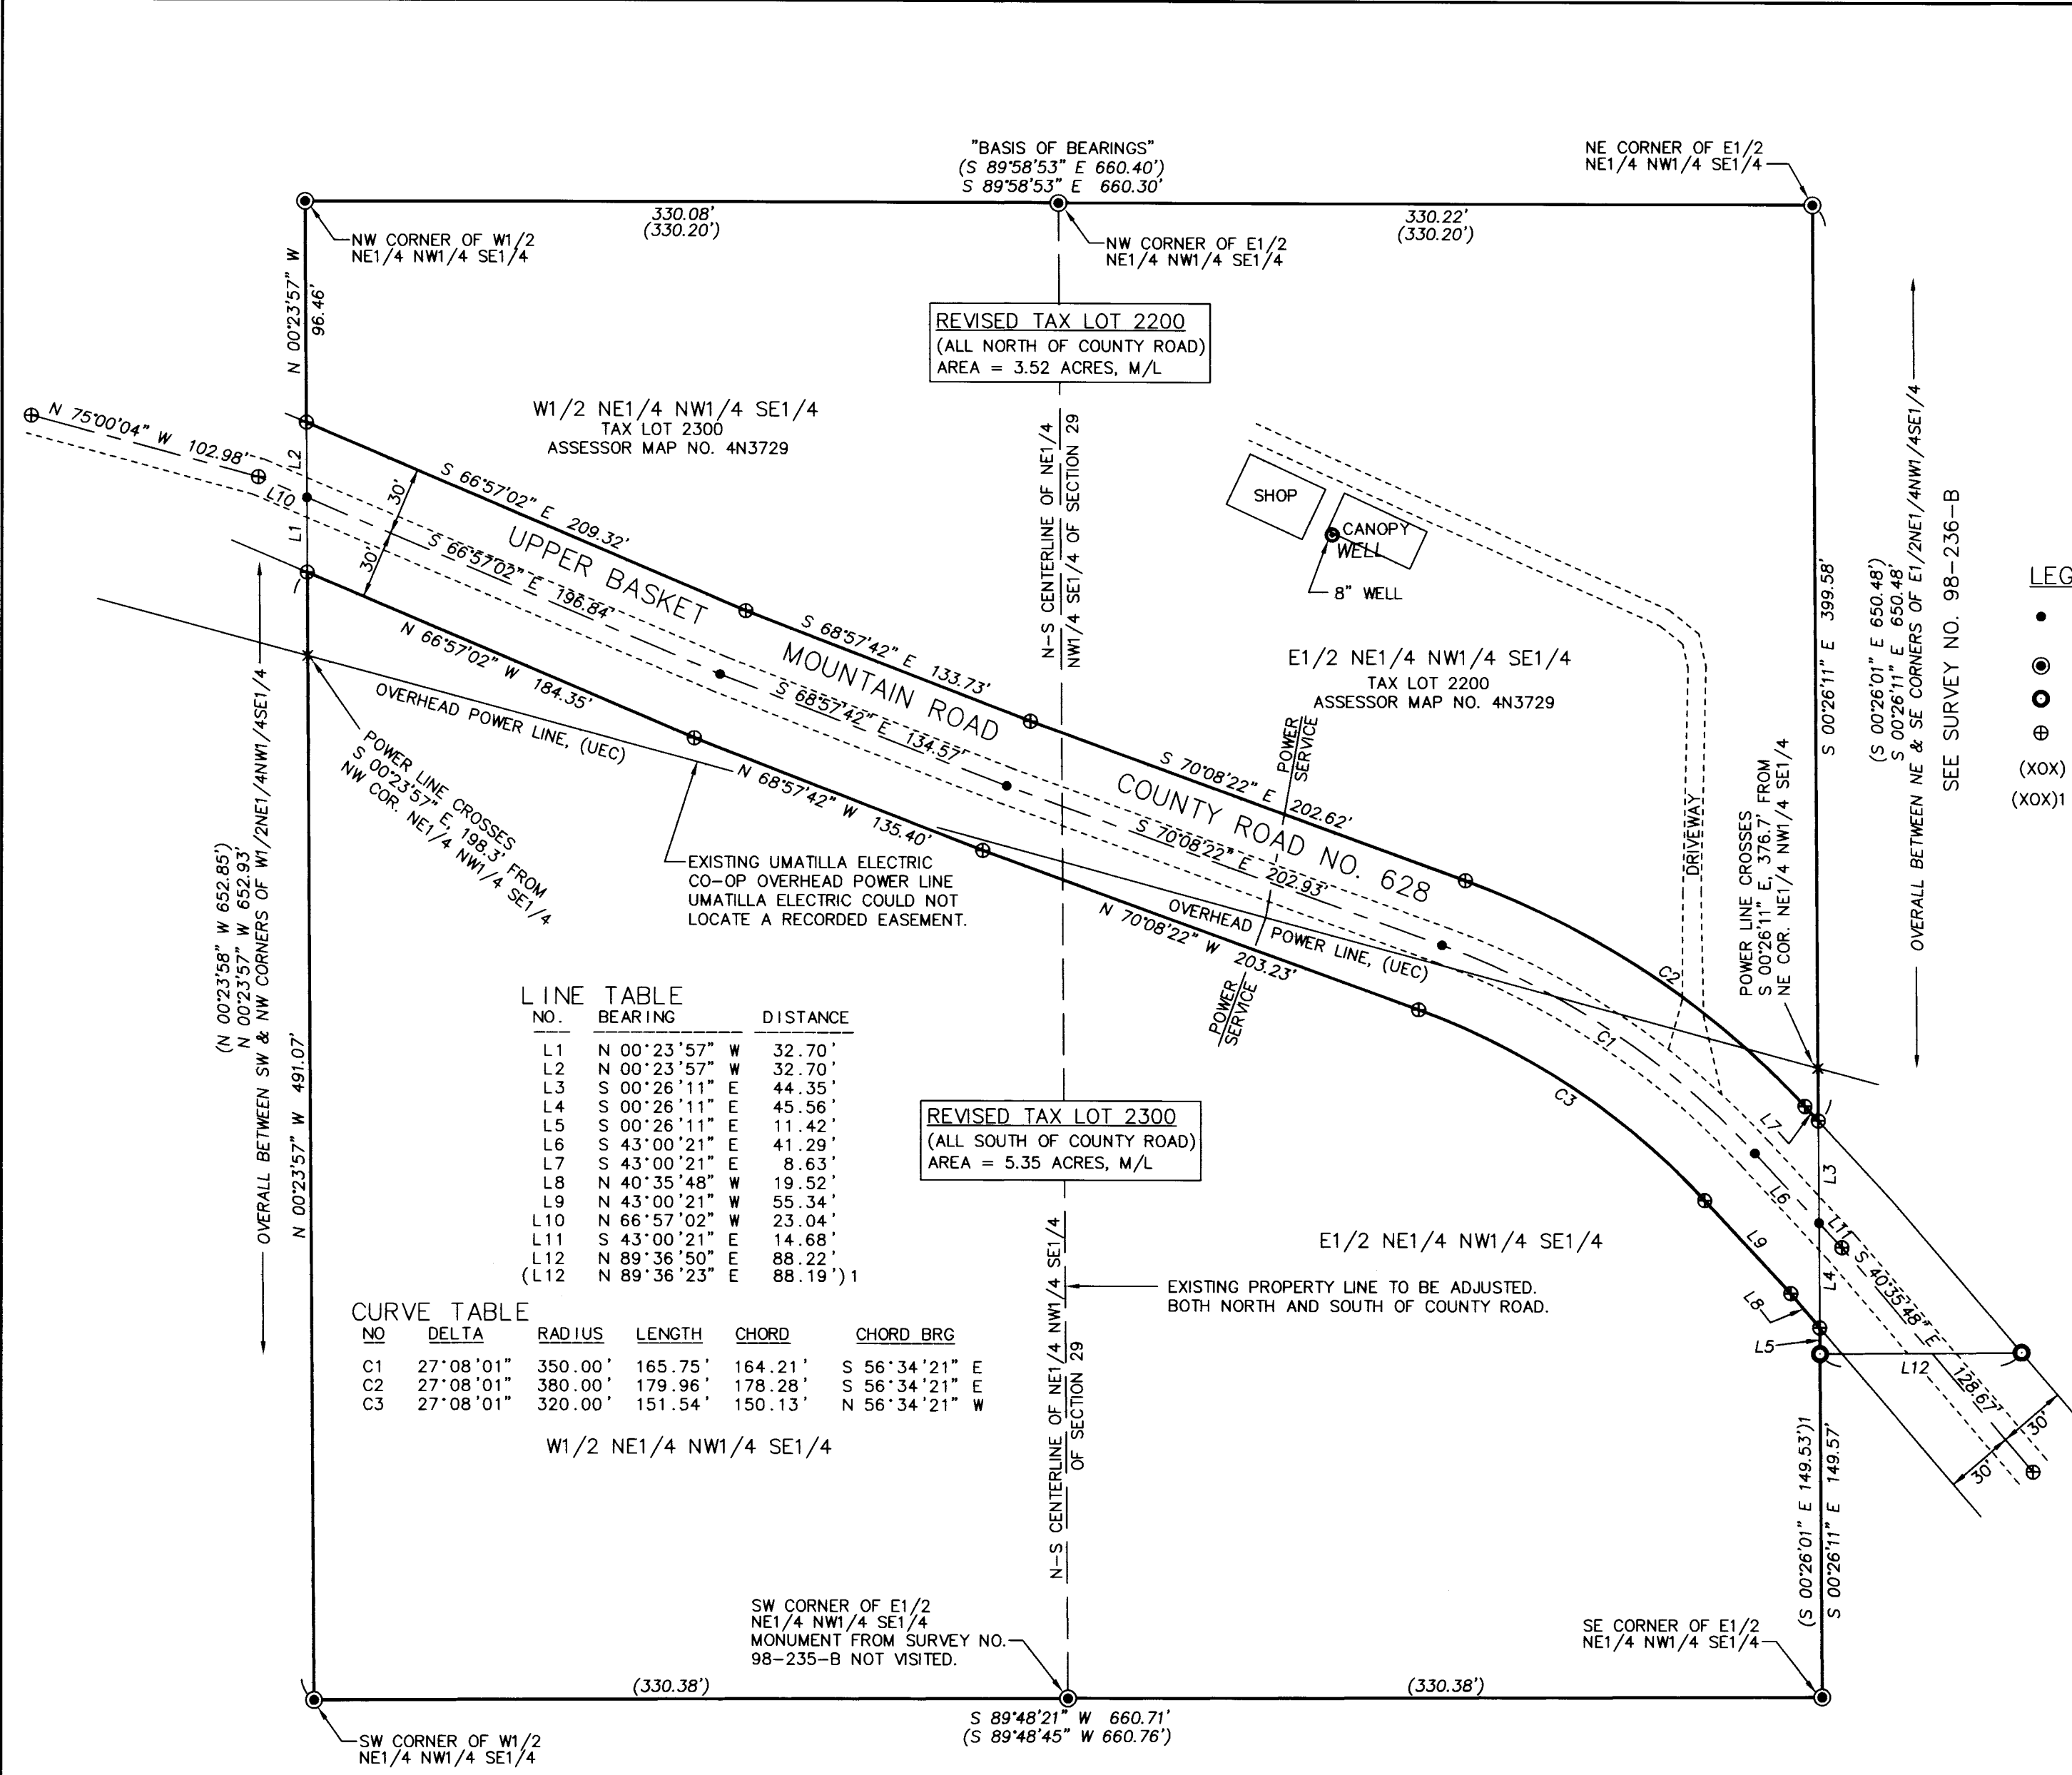 "BASIS OF BEARINGS"
(S 89°58'53" E 660.40')
S 89°58'53" E 660.30'
NE CORNER OF E1/2
NE1/4 NW1/4 SE1/4
330.08'
(330.20')
330.22'
(330.20')
NW CORNER OF W1/2
NE1/4 NW1/4 SE1/4
NW CORNER OF E1/2
NE1/4 NW1/4 SE1/4
N 00°23'57" W
96.46'
REVISED TAX LOT 2200
(ALL NORTH OF COUNTY ROAD)
AREA = 3.52 ACRES, M/L
W1/2 NE1/4 NW1/4 SE1/4
TAX LOT 2300
ASSESSOR MAP NO. 4N3729
N 75°00'04" W 102.98'
L10
L2
L1
30'
30'
S 66°57'02" E 209.32'
UPPER BASKET
MOUNTAIN ROAD
COUNTY ROAD NO. 628
S 66°57'02" E 196.84'
N 66°57'02" W 184.35'
S 68°57'42" E 133.73'
S 68°57'42" E 134.57'
N 68°57'42" W 135.40'
S 70°08'22" E 202.62'
S 70°08'22" E 202.93'
N 70°08'22" W 203.23'
N-S CENTERLINE OF NE1/4
NW1/4 SE1/4 OF SECTION 29
SHOP
CANOPY
WELL
8" WELL
E1/2 NE1/4 NW1/4 SE1/4
TAX LOT 2200
ASSESSOR MAP NO. 4N3729
POWER
SERVICE
DRIVEWAY
S 00°26'11" E 399.58'
(S 00°26'01" E 650.48')
S 00°26'11" E 650.48'
OVERALL BETWEEN NE & SE CORNERS OF E1/2NE1/4NW1/4SE1/4
SEE SURVEY NO. 98-236-B
LEG
(XOX)
(XOX)1
POWER LINE CROSSES
S 00°26'11" E, 376.7' FROM
NE COR. NE1/4 NW1/4 SE1/4
OVERHEAD POWER LINE, (UEC)
POWER LINE CROSSES
S 00°23'57" E, 198.3' FROM
NW COR. NE1/4 NW1/4 SE1/4
EXISTING UMATILLA ELECTRIC
CO-OP OVERHEAD POWER LINE
UMATILLA ELECTRIC COULD NOT
LOCATE A RECORDED EASEMENT.
OVERHEAD POWER LINE, (UEC)
POWER
SERVICE
(N 00°23'58" W 652.85')
N 00°23'57" W 652.93'
OVERALL BETWEEN SW & NW CORNERS OF W1/2NE1/4NW1/4SE1/4
N 00°23'57" W 491.07'
LINE TABLE
NO. BEARING DISTANCE
L1 N 00°23'57" W 32.70'
L2 N 00°23'57" W 32.70'
L3 S 00°26'11" E 44.35'
L4 S 00°26'11" E 45.56'
L5 S 00°26'11" E 11.42'
L6 S 43°00'21" E 41.29'
L7 S 43°00'21" E 8.63'
L8 N 40°35'48" W 19.52'
L9 N 43°00'21" W 55.34'
L10 N 66°57'02" W 23.04'
L11 S 43°00'21" E 14.68'
L12 N 89°36'50" E 88.22'
(L12 N 89°36'23" E 88.19')1
CURVE TABLE
NO DELTA RADIUS LENGTH CHORD CHORD BRG
C1 27°08'01" 350.00' 165.75' 164.21' S 56°34'21" E
C2 27°08'01" 380.00' 179.96' 178.28' S 56°34'21" E
C3 27°08'01" 320.00' 151.54' 150.13' N 56°34'21" W
W1/2 NE1/4 NW1/4 SE1/4
REVISED TAX LOT 2300
(ALL SOUTH OF COUNTY ROAD)
AREA = 5.35 ACRES, M/L
C2
C1
C3
L7
L3
L6
L11
L9
L4
L8
L5
L12
S 40°35'48" E 128.67'
30'
30'
E1/2 NE1/4 NW1/4 SE1/4
EXISTING PROPERTY LINE TO BE ADJUSTED.
BOTH NORTH AND SOUTH OF COUNTY ROAD.
N-S CENTERLINE OF NE1/4 NW1/4 SE1/4
OF SECTION 29
(S 00°26'01" E 149.53')1
S 00°26'11" E 149.57'
SW CORNER OF E1/2
NE1/4 NW1/4 SE1/4
MONUMENT FROM SURVEY NO.
98-235-B NOT VISITED.
SE CORNER OF E1/2
NE1/4 NW1/4 SE1/4
(330.38')
(330.38')
S 89°48'21" W 660.71'
(S 89°48'45" W 660.76')
SW CORNER OF W1/2
NE1/4 NW1/4 SE1/4